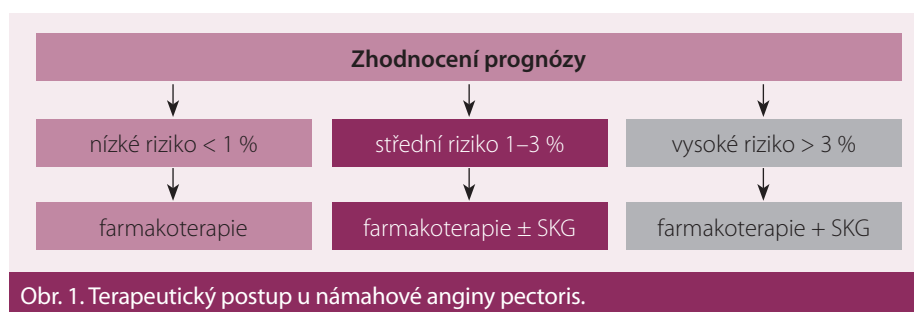 Zhodnocení prognózy
nízké riziko < 1 %
střední riziko 1–3 %
vysoké riziko > 3 %
farmakoterapie
farmakoterapie ± SKG
farmakoterapie + SKG
Obr. 1. Terapeutický postup u námahové anginy pectoris.